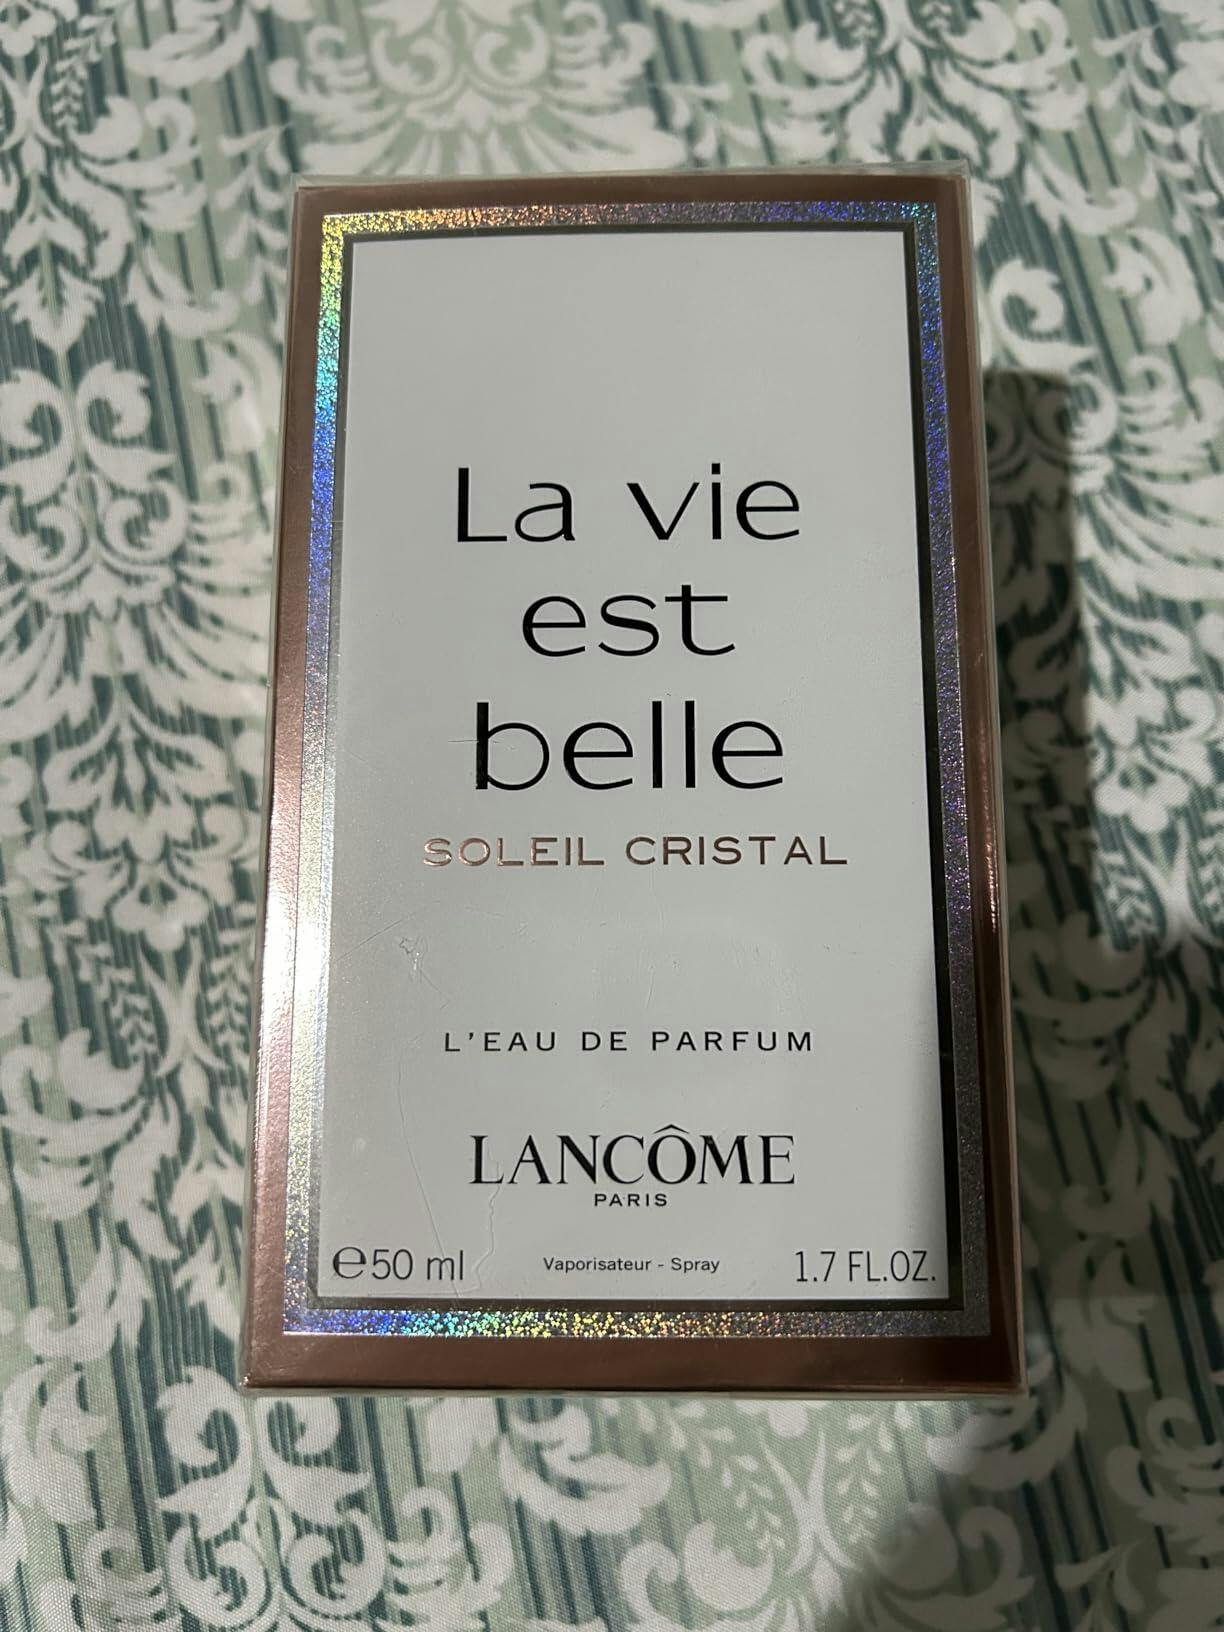 La vie
est
belle
SOLEIL CRISTAL
L'EAU DE PARFUM
LANCÔME
PARIS
℮50 ml Vaporisateur - Spray 1.7 FL.OZ.